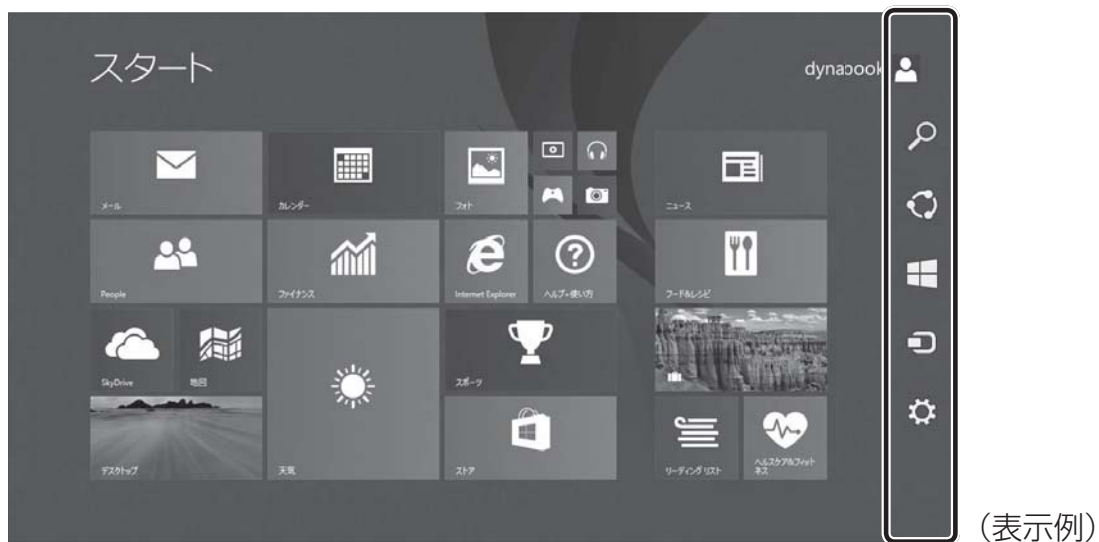 スタート
dynabook
メール
カレンダー
フォト
ニュース
People
ファイナンス
Internet Explorer
ヘルプ+使い方
フード&レシピ
SkyDrive
地図
スポーツ
デスクトップ
天気
ストア
リーディング リスト
ヘルスケア&フィット
ネス
(表示例)